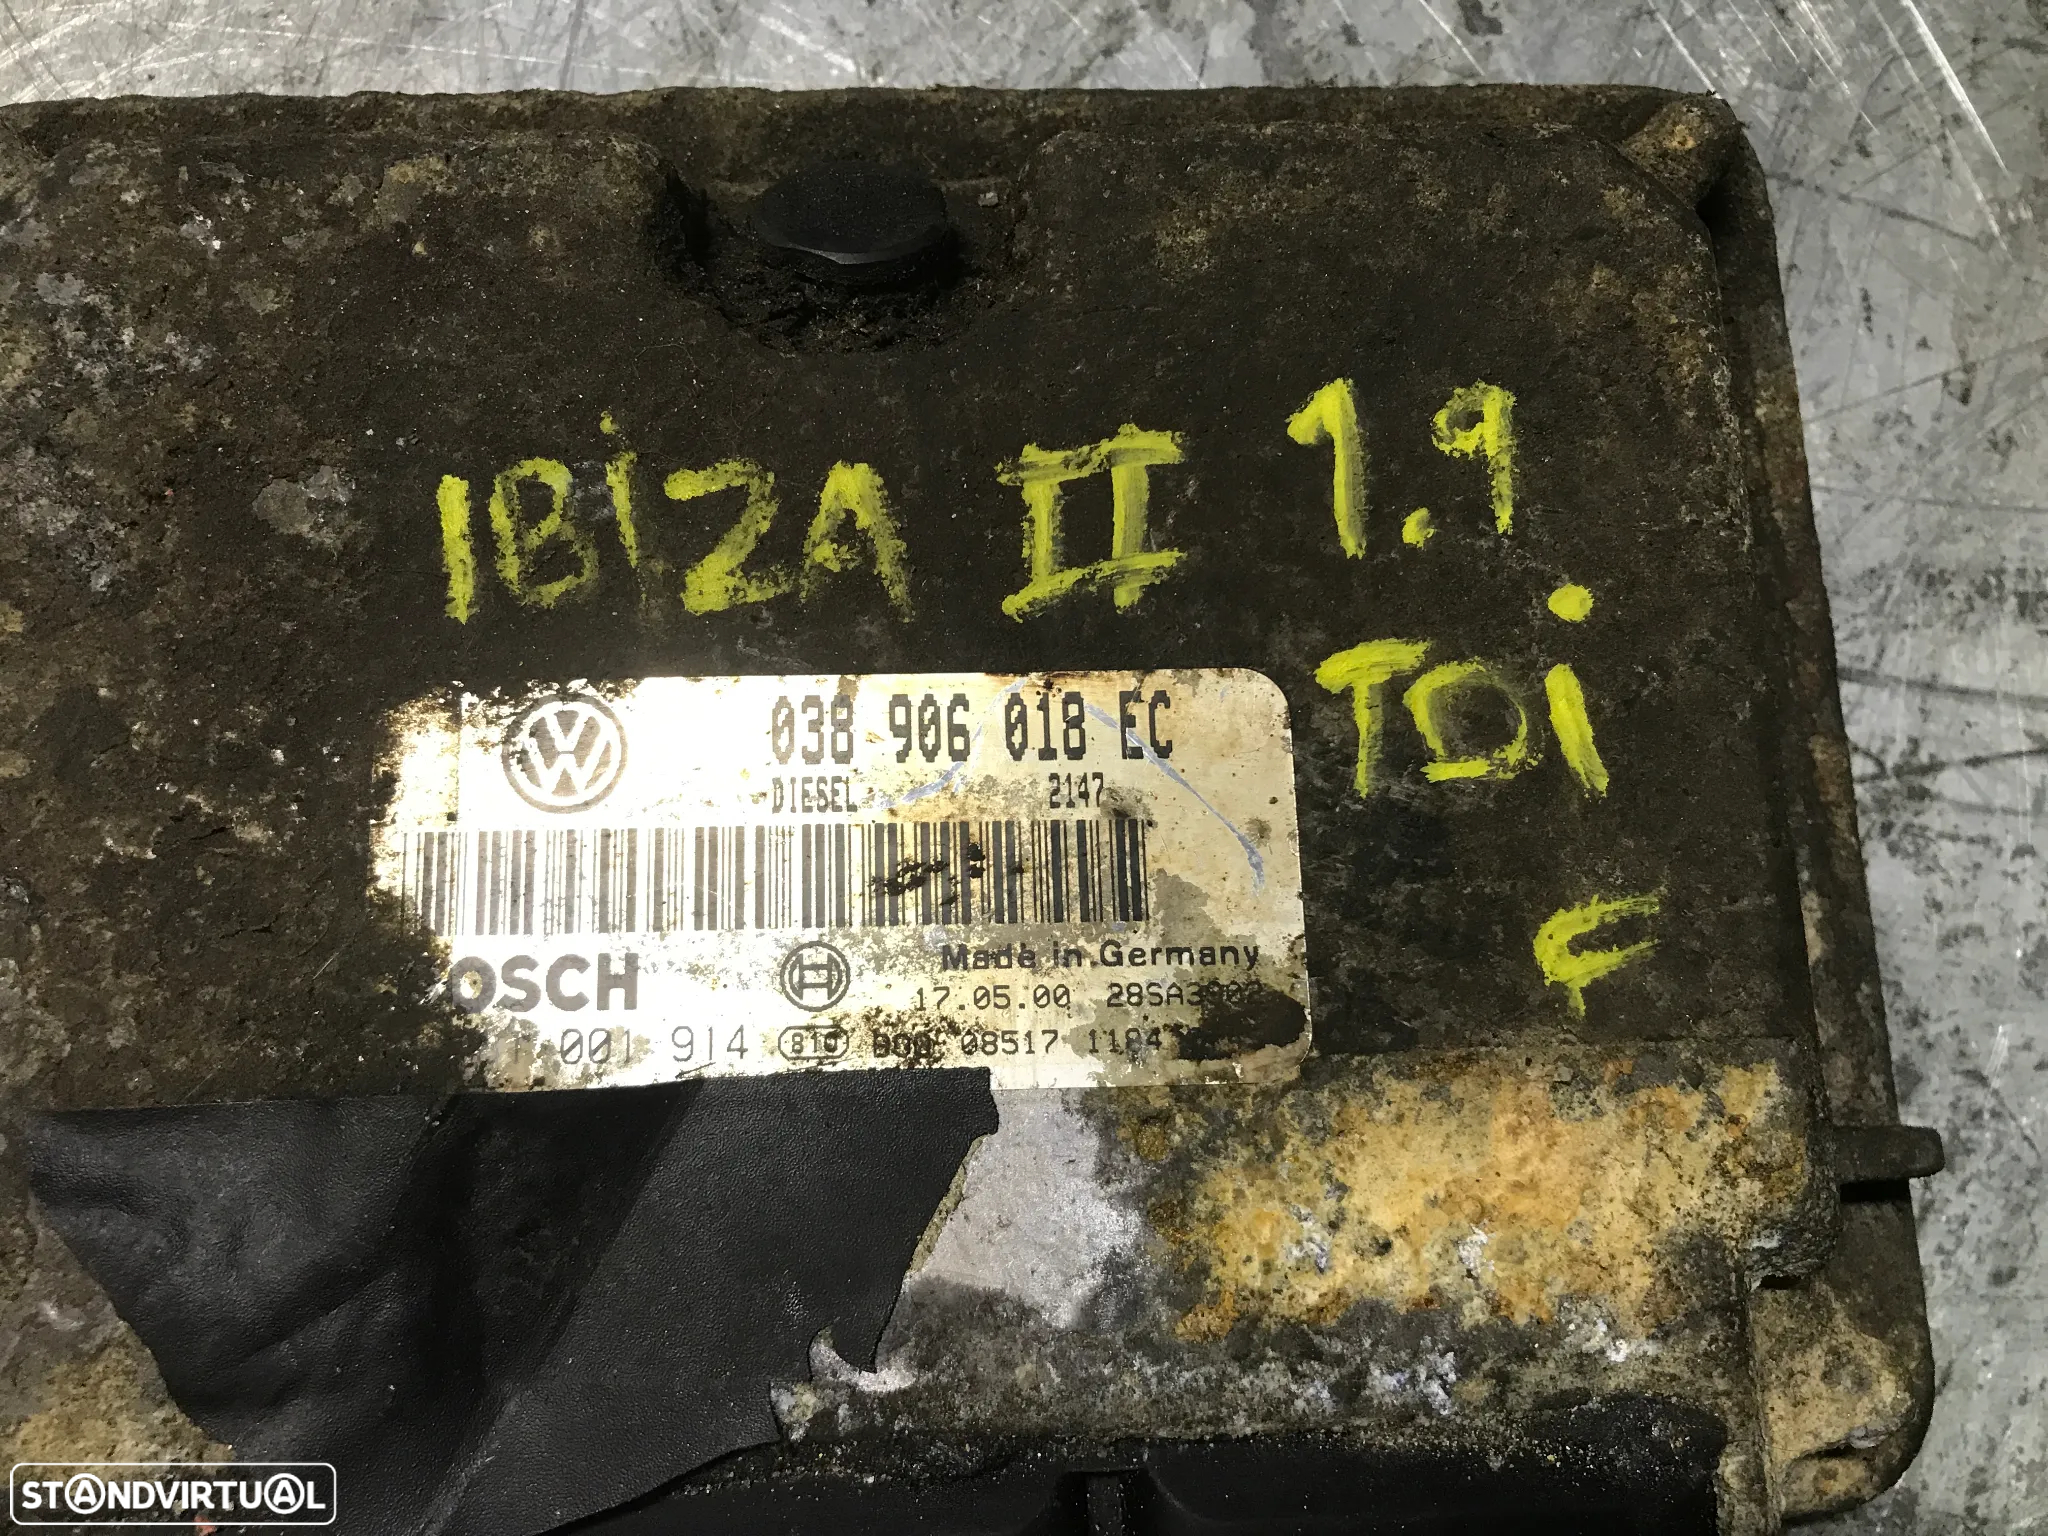 IBiZA II 1.9
TDi
038 906 018 EC
DIESEL 2147
OSCH
Made in Germany
17.05.00
001 914 08517
STANDVIRTUAL